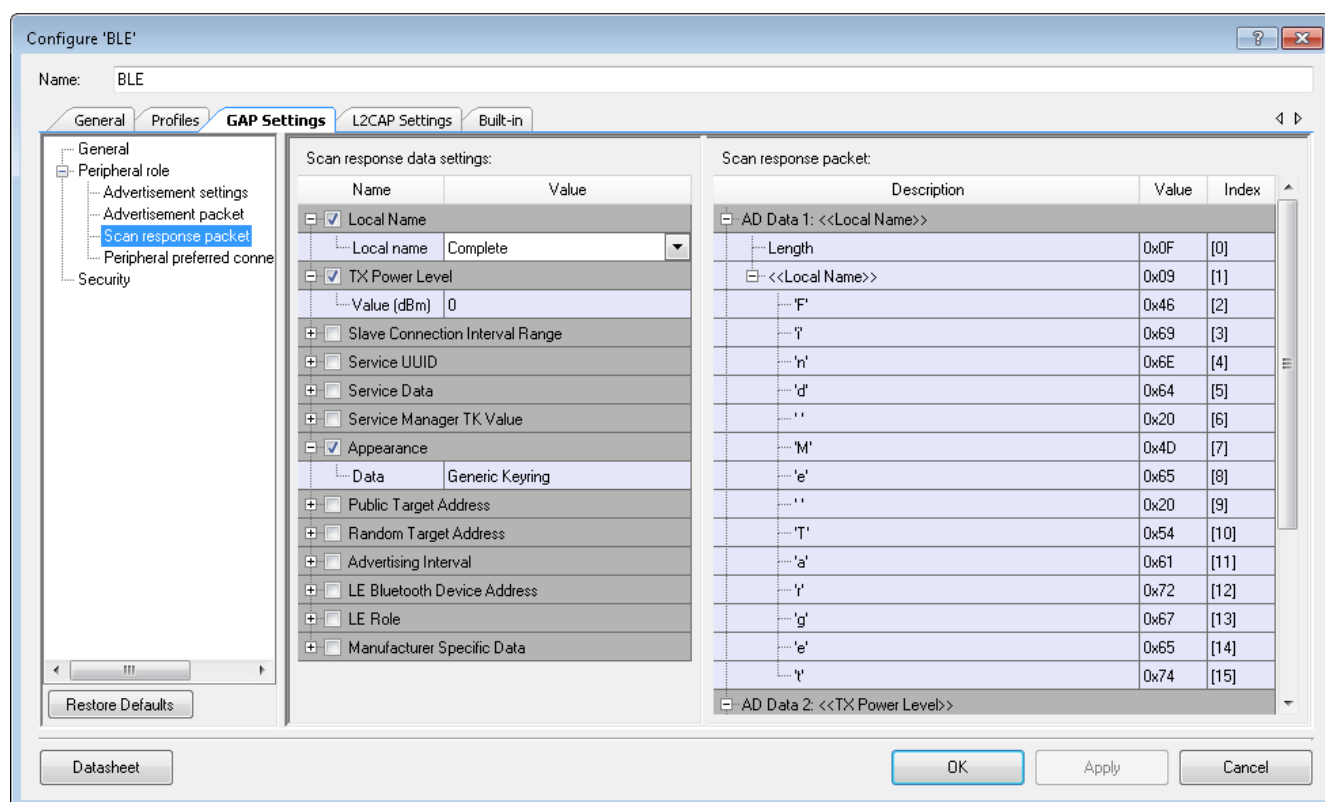 Configure 'BLE'
Name: BLE
General Profiles GAP Settings L2CAP Settings Built-in
General
Peripheral role
Advertisement settings
Advertisement packet
Scan response packet
Peripheral preferred conne
Security
Restore Defaults
Scan response data settings:
Name Value
Local Name
Local name Complete
TX Power Level
Value (dBm) 0
Slave Connection Interval Range
Service UUID
Service Data
Service Manager TK Value
Appearance
Data Generic Keyring
Public Target Address
Random Target Address
Advertising Interval
LE Bluetooth Device Address
LE Role
Manufacturer Specific Data
Scan response packet:
Description Value Index
AD Data 1: <<Local Name>>
Length 0x0F [0]
<<Local Name>> 0x09 [1]
'F' 0x46 [2]
'i' 0x69 [3]
'n' 0x6E [4]
'd' 0x64 [5]
' ' 0x20 [6]
'M' 0x4D [7]
'e' 0x65 [8]
' ' 0x20 [9]
'T' 0x54 [10]
'a' 0x61 [11]
'r' 0x72 [12]
'g' 0x67 [13]
'e' 0x65 [14]
't' 0x74 [15]
AD Data 2: <<TX Power Level>>
Datasheet OK Apply Cancel